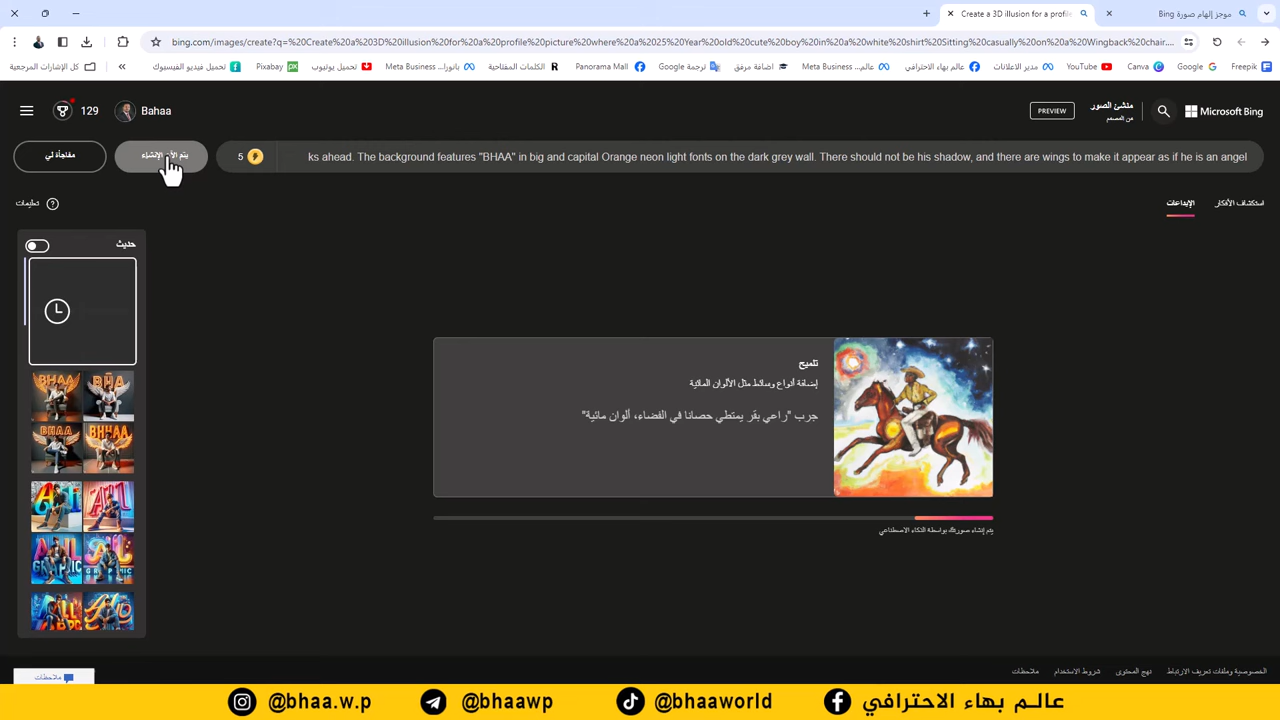 Create a 3D illusion for a profile
موجز إلهام صورة Bing
bing.com/images/create?q=%20Create%20a%203D%20illusion%20for%20a%20profile%20picture%20where%20a%2025%20Year%20old%20cute%20boy%20in%20a%20white%20shirt%20Sitting%20casually%20on%20a%20Wingback%20chair....
كل الإشارات المرجعية
تحميل فيديو الفيسبوك
بانورا... Meta Business
تحميل يوتيوب
Pixabay
الكلمات المفتاحية
Panorama Mall
ترجمة Google
اضافة مرفق
عالم... Meta Business
عالم بهاء الاحترافي
مدير الاعلانات
YouTube
Canva
Google
Freepik
129
Bahaa
PREVIEW
منشئ الصور
من المصمم
Microsoft Bing
مفاجأة لي
5
ks ahead. The background features "BHAA" in big and capital Orange neon light fonts on the dark grey wall. There should not be his shadow, and there are wings to make it appear as if he is an angel
تعليمات
الإبداعات
استكشاف الأفكار
حديث
تلميح
إضافة أنواع وسائط مثل الألوان المائية
جرب "راعي بقر يمتطي حصانا في الفضاء، ألوان مائية"
يتم إنشاء صورتك بواسطة الذكاء الاصطناعي
ملاحظات
ملاحظات
شروط الاستخدام
نهج المحتوى
الخصوصية وملفات تعريف الارتباط
@bhaa.w.p
@bhaawp
@bhaaworld
عالم بهاء الاحترافي